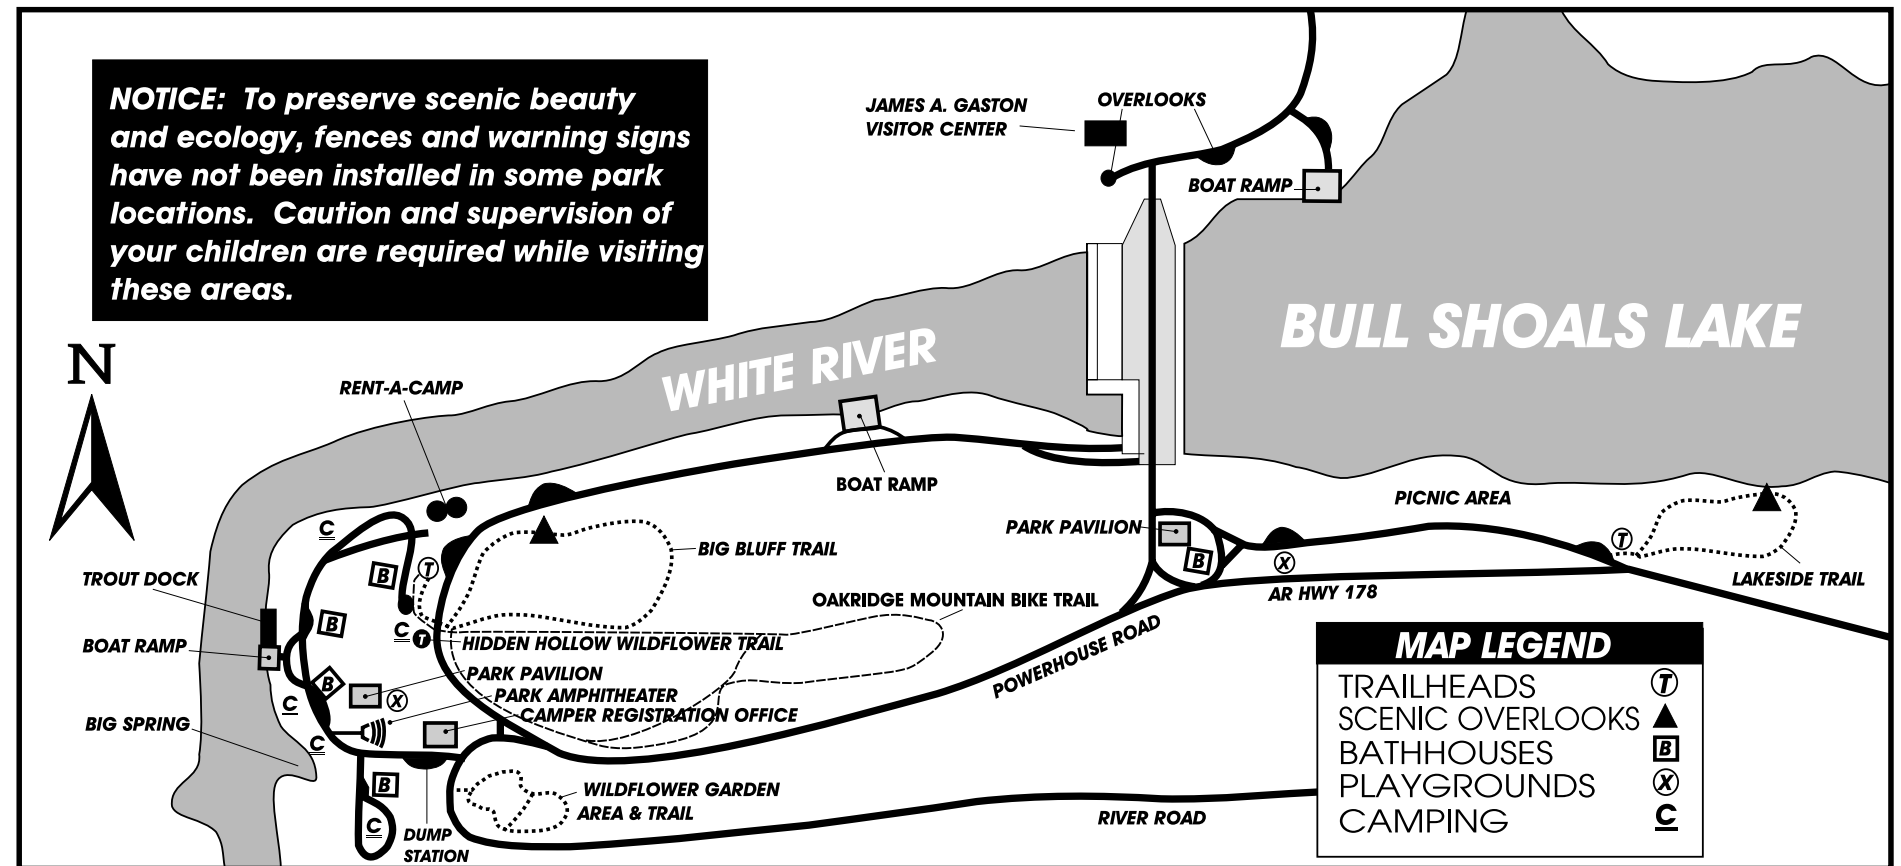 NOTICE: To preserve scenic beauty
and ecology, fences and warning signs
have not been installed in some park
locations. Caution and supervision of
your children are required while visiting
these areas.
JAMES A. GASTON
VISITOR CENTER
OVERLOOKS
BOAT RAMP
BULL SHOALS LAKE
WHITE RIVER
N
RENT-A-CAMP
BOAT RAMP
PICNIC AREA
PARK PAVILION
B
X
T
LAKESIDE TRAIL
AR HWY 178
C
BIG BLUFF TRAIL
T
B
TROUT DOCK
OAKRIDGE MOUNTAIN BIKE TRAIL
B
C
T
HIDDEN HOLLOW WILDFLOWER TRAIL
BOAT RAMP
POWERHOUSE ROAD
B
PARK PAVILION
X
C
PARK AMPHITHEATER
CAMPER REGISTRATION OFFICE
BIG SPRING
C
B
WILDFLOWER GARDEN
AREA & TRAIL
C
DUMP
STATION
RIVER ROAD
MAP LEGEND
TRAILHEADS T
SCENIC OVERLOOKS
BATHHOUSES B
PLAYGROUNDS X
CAMPING C